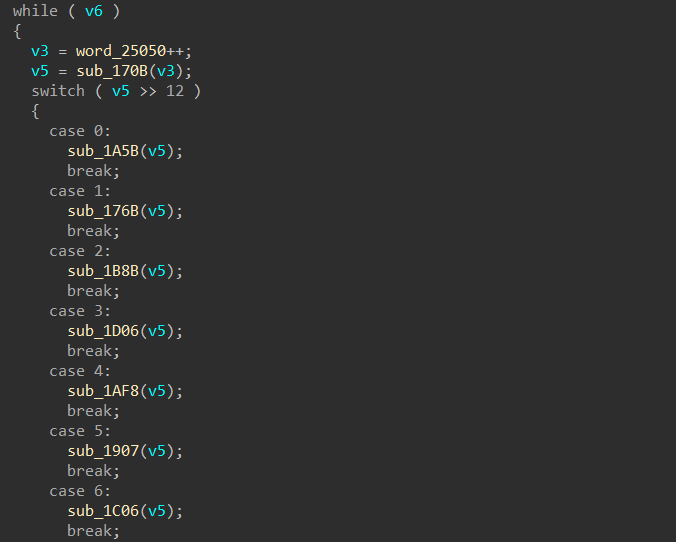 while ( v6 )
{
v3 = word_25050++;
v5 = sub_170B(v3);
switch ( v5 >> 12 )
{
case 0:
sub_1A5B(v5);
break;
case 1:
sub_176B(v5);
break;
case 2:
sub_1B8B(v5);
break;
case 3:
sub_1D06(v5);
break;
case 4:
sub_1AF8(v5);
break;
case 5:
sub_1907(v5);
break;
case 6:
sub_1C06(v5);
break;